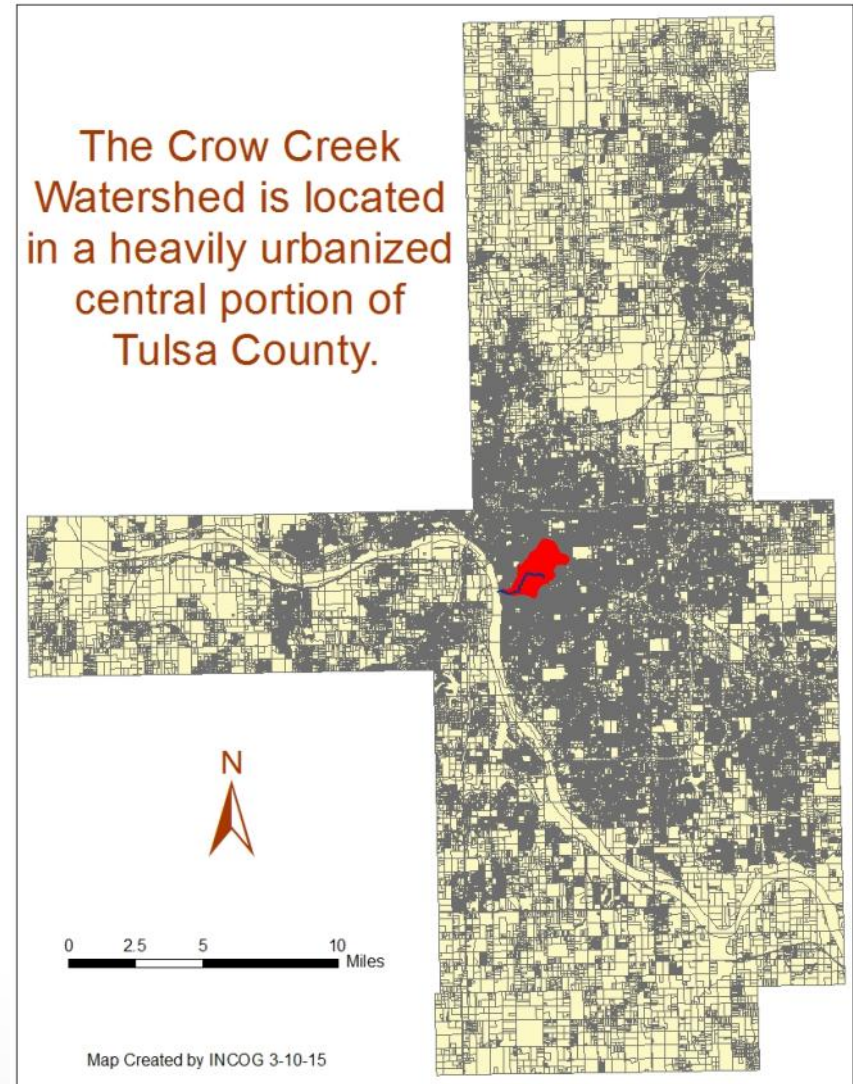 The Crow Creek
Watershed is located
in a heavily urbanized
central portion of
Tulsa County.
N
0 2.5 5 10
Miles
Map Created by INCOG 3-10-15